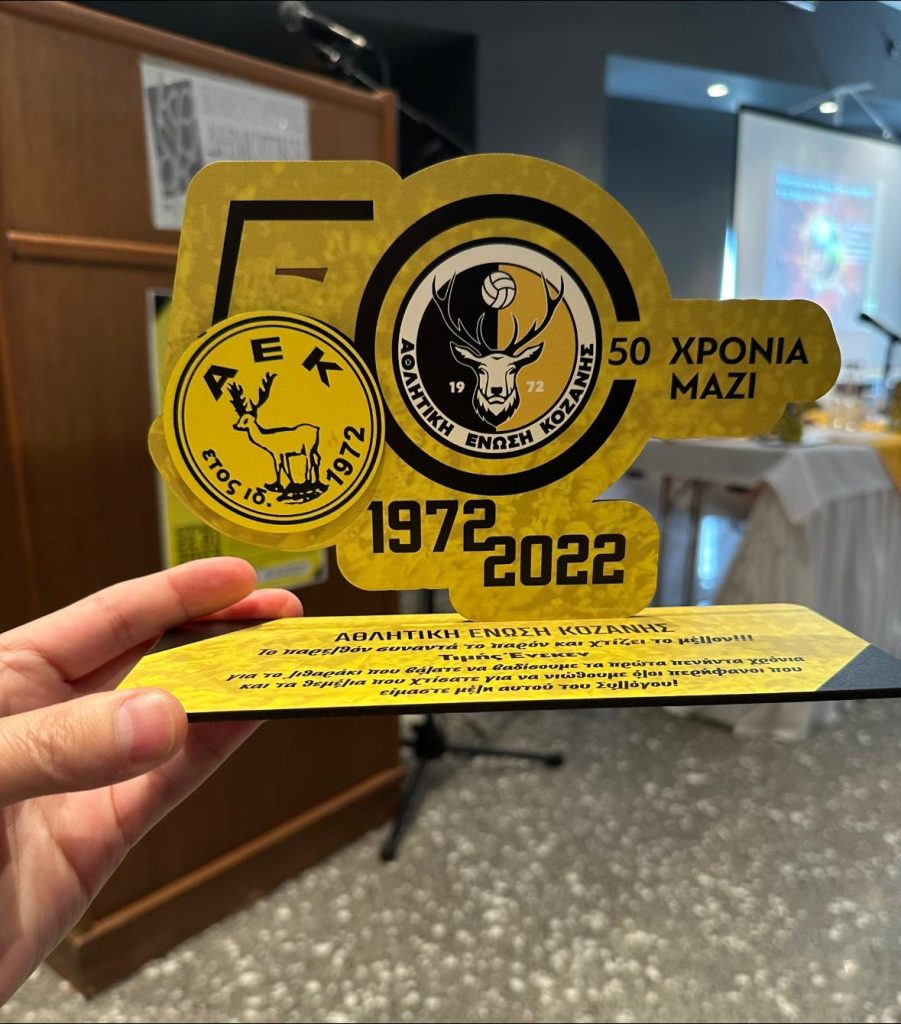 50
ΑΕΚ
ετος ιδ. 1972
ΑΘΛΗΤΙΚΗ ΕΝΩΣΗ ΚΟΖΑΝΗΣ
19 72
50 ΧΡΟΝΙΑ
ΜΑΖΙ
1972
2022
ΑΘΛΗΤΙΚΗ ΕΝΩΣΗ ΚΟΖΑΝΗΣ
Το παρελθόν συναντά το παρόν και χτίζει το μέλλον!!!
Τιμής Ένεκεν
για το λιθαράκι που βάλατε να βαδίσουμε τα πρώτα πενήντα χρόνια
και τα θεμέλια που χτίσατε για να νιώθουμε όλοι περήφανοι που
είμαστε μέλη αυτού του Συλλόγου!